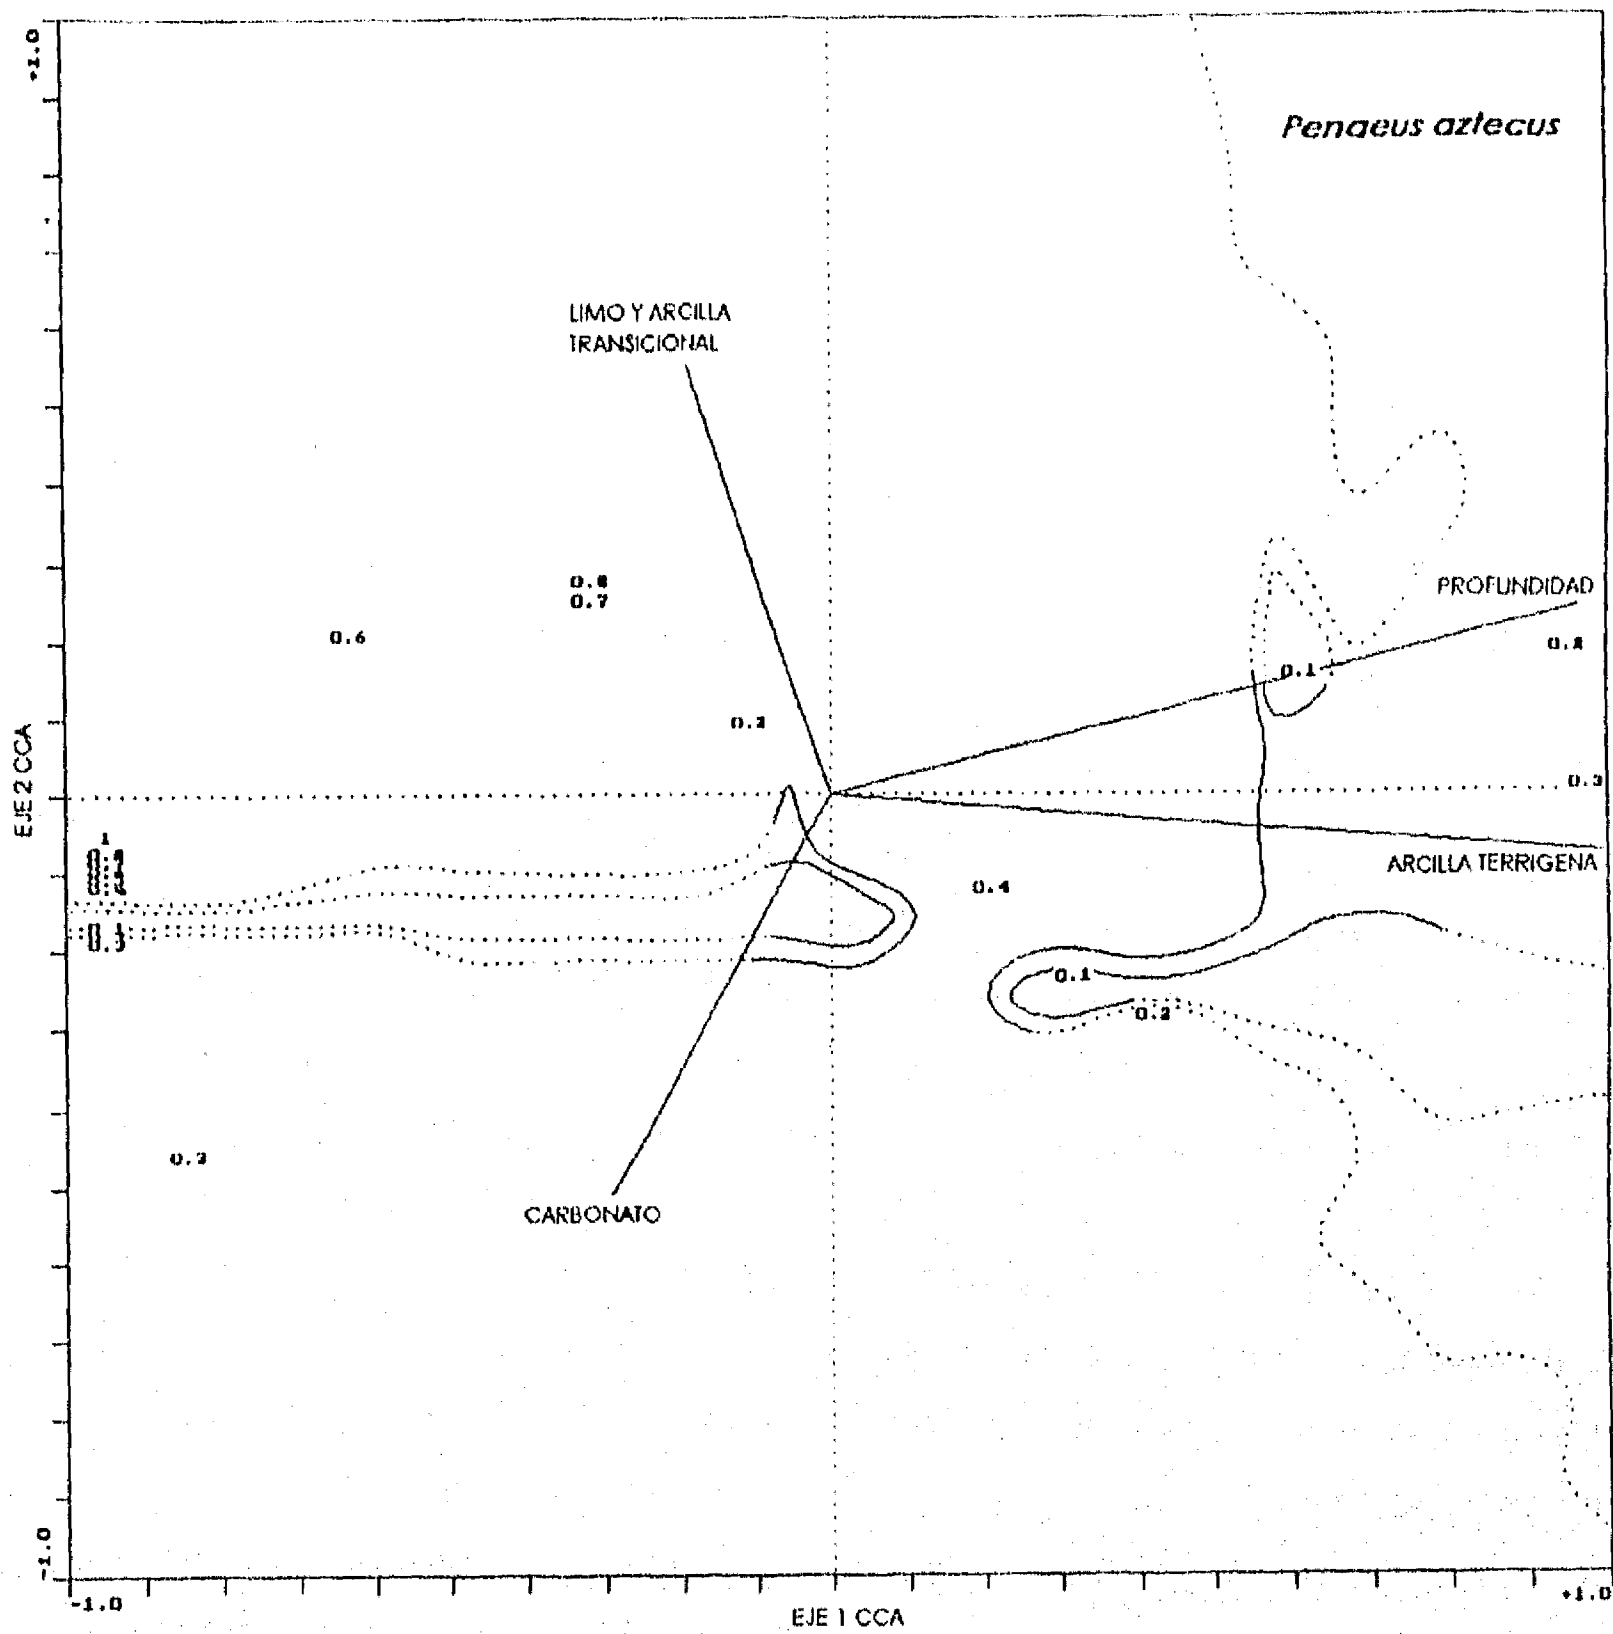 +1.0
Penaeus aztecus
LIMO Y ARCILLA
TRANSICIONAL
0.8
0.7
PROFUNDIDAD
0.6
0.1
0.2
EJE 2 CCA
0.3
1
ARCILLA TERRIGENA
0.4
0.1
0.2
CARBONATO
-1.0
-1.0
+1.0
EJE 1 CCA